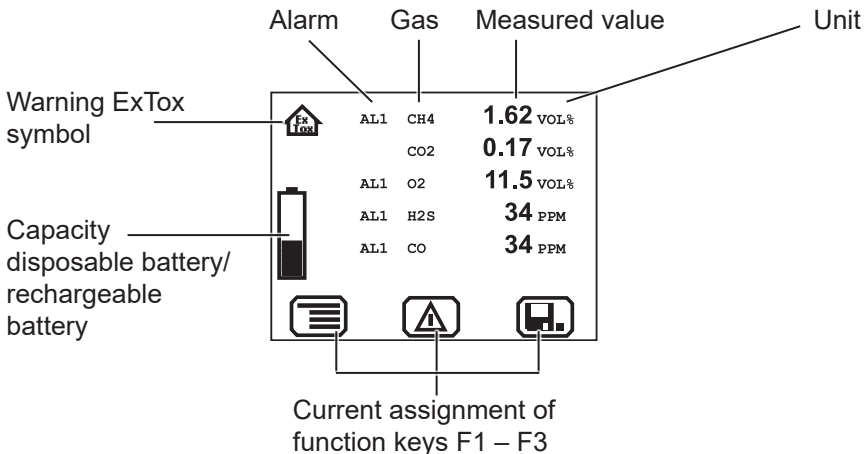 Alarm Gas Measured value Unit
Warning ExTox
symbol
Ex
Tox
AL1 CH4 1.62 VOL%
CO2 0.17 VOL%
AL1 O2 11.5 VOL%
AL1 H2S 34 PPM
AL1 CO 34 PPM
Capacity
disposable battery/
rechargeable
battery
Current assignment of
function keys F1 – F3